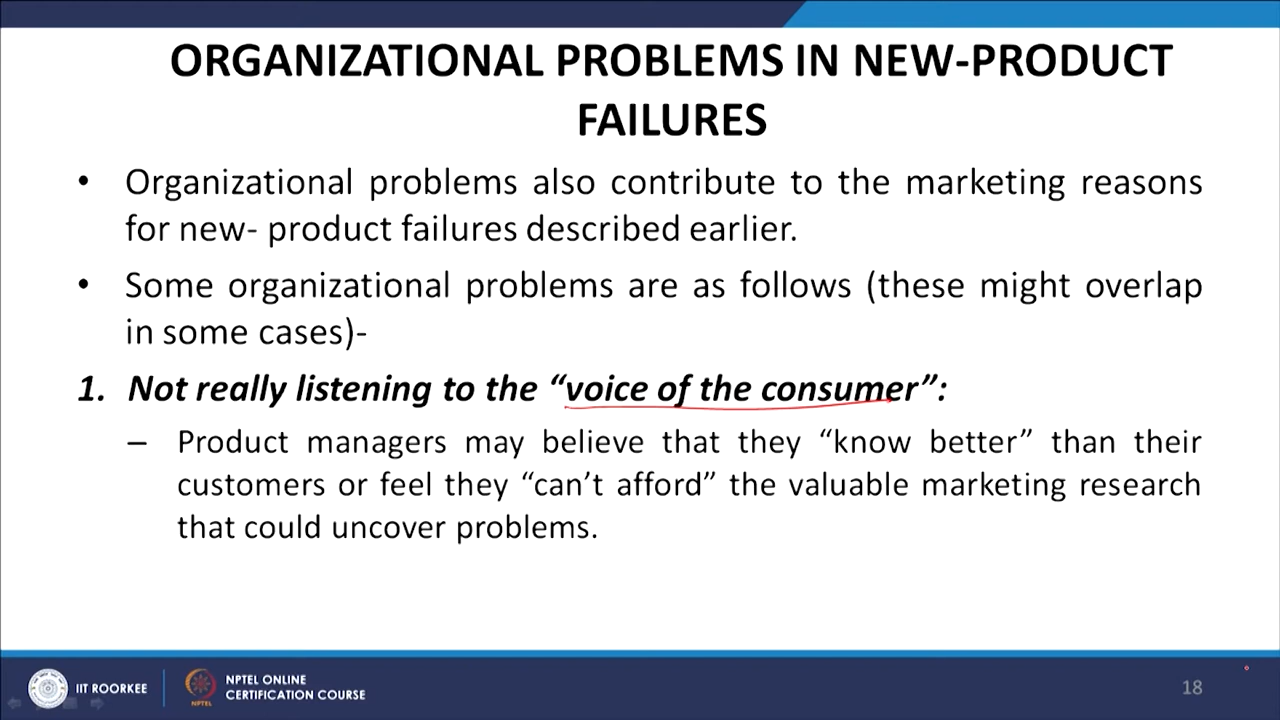 ORGANIZATIONAL PROBLEMS IN NEW-PRODUCT
FAILURES
• Organizational problems also contribute to the marketing reasons
for new- product failures described earlier.
• Some organizational problems are as follows (these might overlap
in some cases)-
1. Not really listening to the “voice of the consumer”:
– Product managers may believe that they “know better” than their
customers or feel they “can’t afford” the valuable marketing research
that could uncover problems.
IIT ROORKEE
NPTEL
NPTEL ONLINE
CERTIFICATION COURSE
18